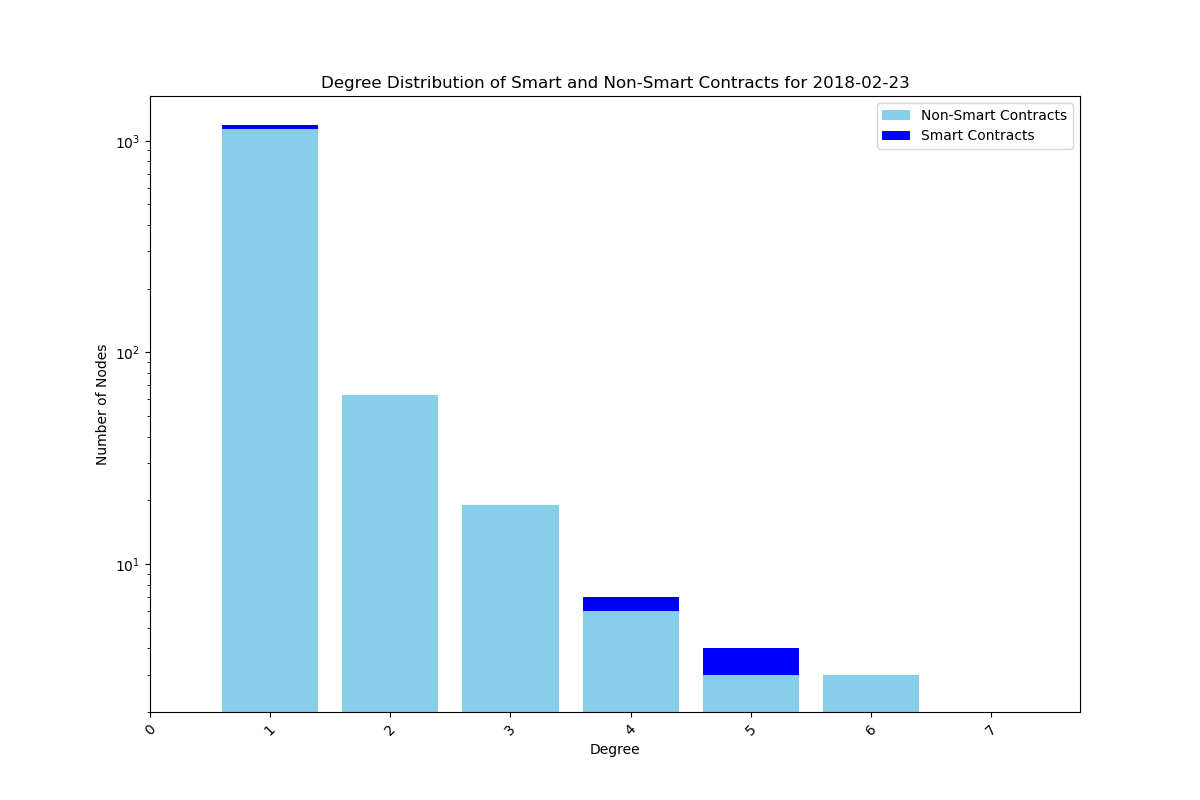 Degree Distribution of Smart and Non-Smart Contracts for 2018-02-23
Non-Smart Contracts
Smart Contracts
Number of Nodes
10³
10²
10¹
0 1 2 3 4 5 6 7
Degree